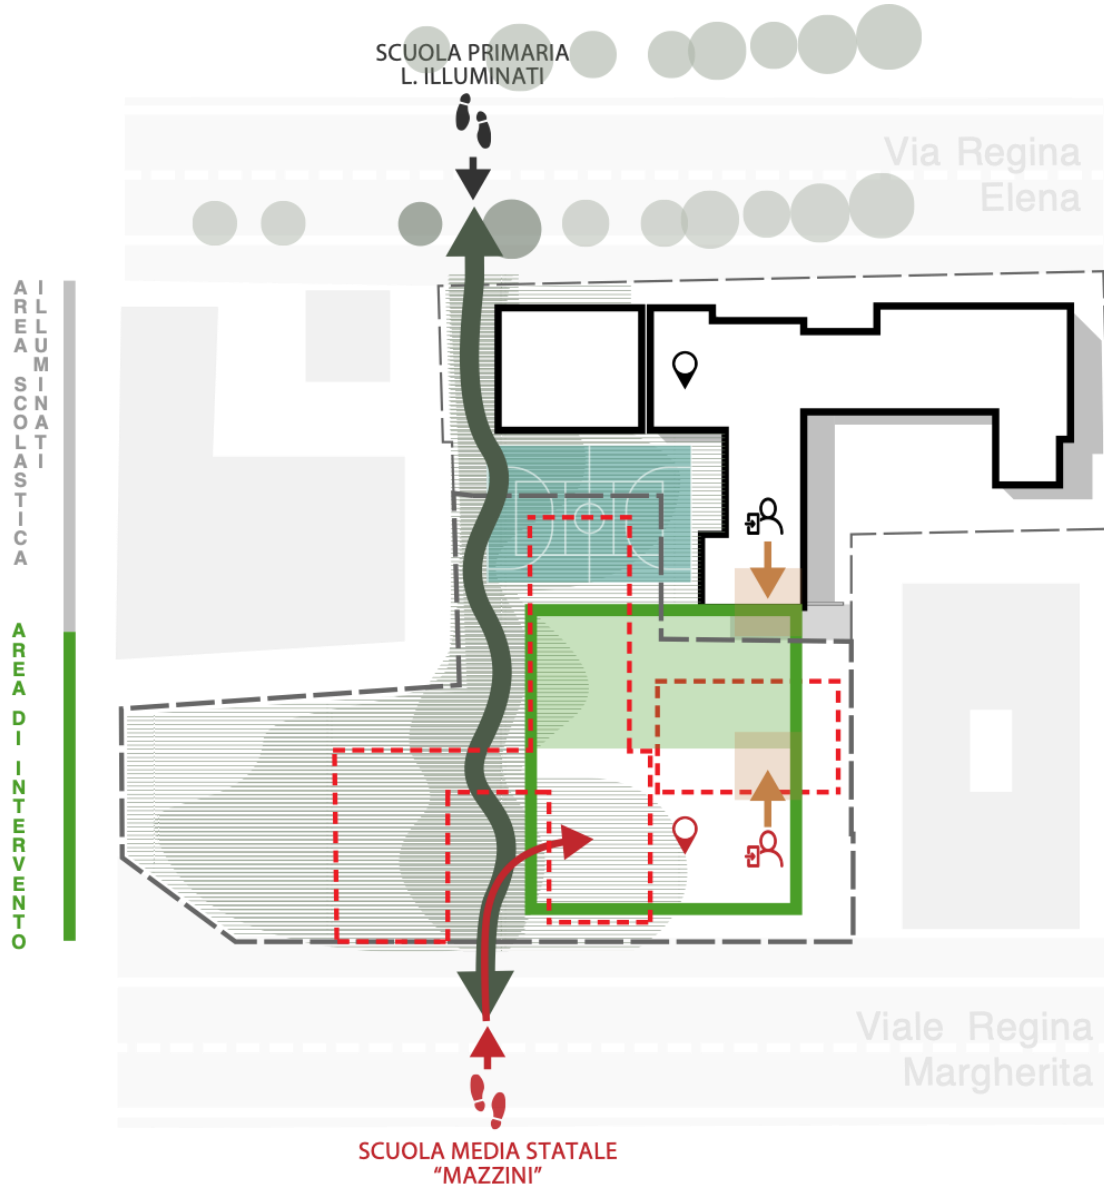 SCUOLA PRIMARIA
L. ILLUMINATI
Via Regina
Elena
AREA SCOLASTICA
ILLUMINATI
AREA DI INTERVENTO
Viale Regina
Margherita
SCUOLA MEDIA STATALE
“MAZZINI”